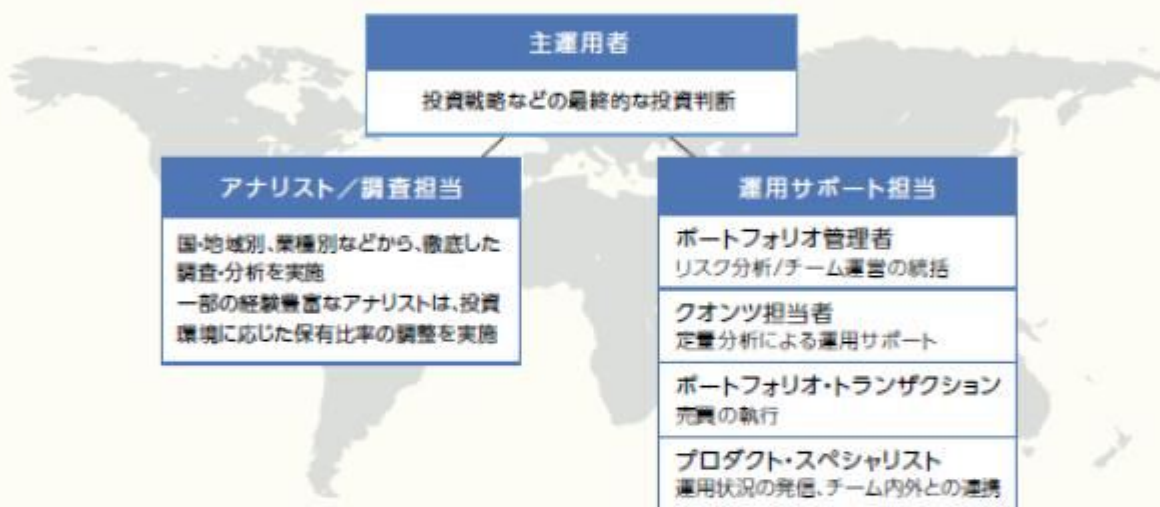 主運用者
投資戦略などの最終的な投資判断
アナリスト／調査担当
国・地域別、業種別などから、徹底した
調査・分析を実施
一部の経験豊富なアナリストは、投資
環境に応じた保有比率の調整を実施
運用サポート担当
ポートフォリオ管理者
リスク分析/チーム運営の統括
クオンツ担当者
定量分析による運用サポート
ポートフォリオ・トランザクション
売買の執行
プロダクト・スペシャリスト
運用状況の発信、チーム内外との連携